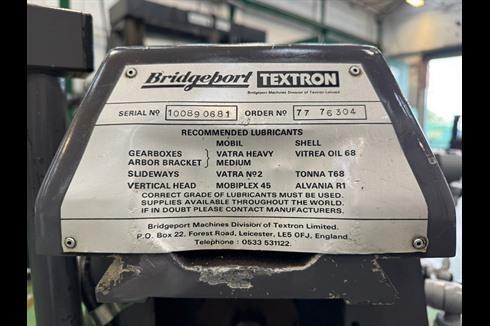 Bridgeport TEXTRON
Bridgeport Machines Division of Textron Limited
SERIAL Nº 100890681 ORDER Nº 77 76304
RECOMMENDED LUBRICANTS
MOBIL SHELL
GEARBOXES VATRA HEAVY VITREA OIL 68
ARBOR BRACKET MEDIUM
SLIDEWAYS VATRA Nº2 TONNA T68
VERTICAL HEAD MOBIPLEX 45 ALVANIA R1
CORRECT GRADE OF LUBRICANTS MUST BE USED.
SUPPLIES AVAILABLE THROUGHOUT THE WORLD.
IF IN DOUBT PLEASE CONTACT MANUFACTURERS.
Bridgeport Machines Division of Textron Limited.
P.O. Box 22. Forest Road, Leicester, LE5 0FJ, England.
Telephone : 0533 531122.